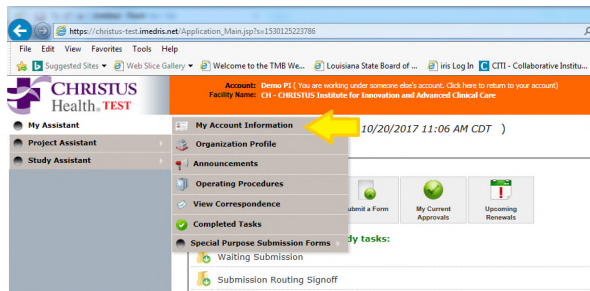 https://christus-test.imedris.net/Application_Main.jsp?s=1530125223786
File Edit View Favorites Tools Help
Suggested Sites Web Slice Gallery Welcome to the TMB We... Louisiana State Board of ... iris Log In CITI - Collaborative Institu...
CHRISTUS
Health. TEST
Account: Demo PI ( You are working under someone else's account. Click here to return to your account)
Facility Name: CH - CHRISTUS Institute for Innovation and Advanced Clinical Care
My Assistant
Project Assistant
Study Assistant
My Account Information
Organization Profile
Announcements
Operating Procedures
View Correspondence
Completed Tasks
Special Purpose Submission Forms
10/20/2017 11:06 AM CDT )
ubmit a Form
My Current
Approvals
Upcoming
Renewals
dy tasks:
Waiting Submission
Submission Routing Signoff